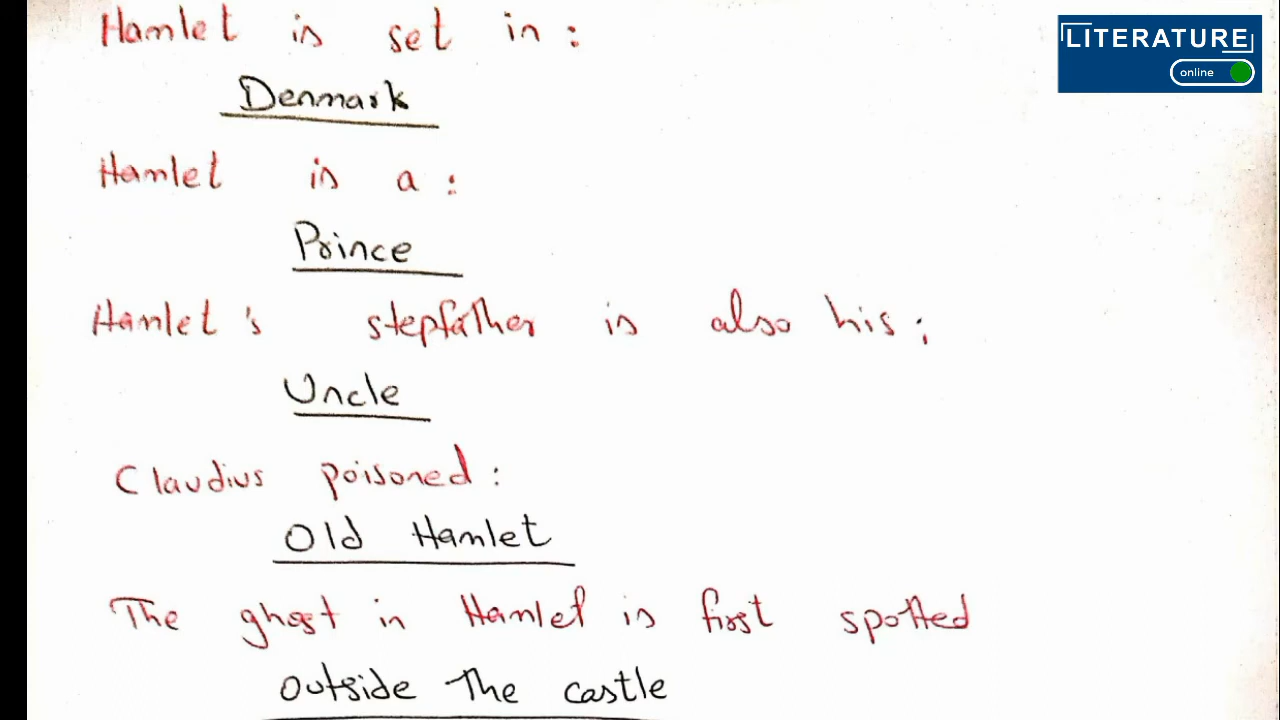 Hamlet is set in :
LITERATURE
online
Denmark
Hamlet is a :
Prince
Hamlet's stepfather is also his :
Uncle
Claudius poisoned :
Old Hamlet
The ghost in Hamlet is first spotted
Outside The castle